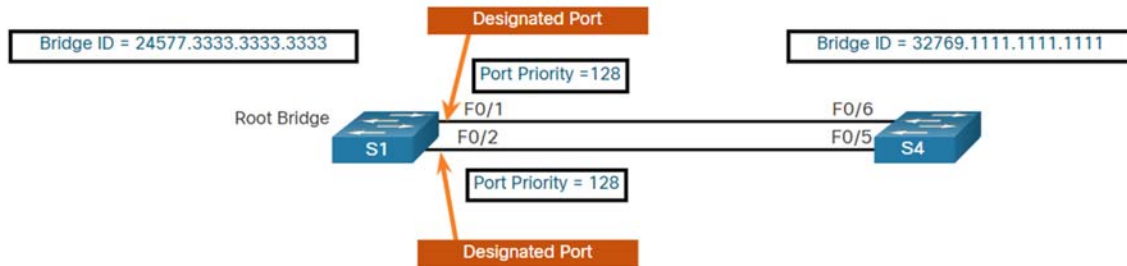 Designated Port
Bridge ID = 24577.3333.3333.3333
Bridge ID = 32769.1111.1111.1111
Port Priority =128
Root Bridge
F0/1
F0/6
S1
F0/2
F0/5
S4
Port Priority = 128
Designated Port